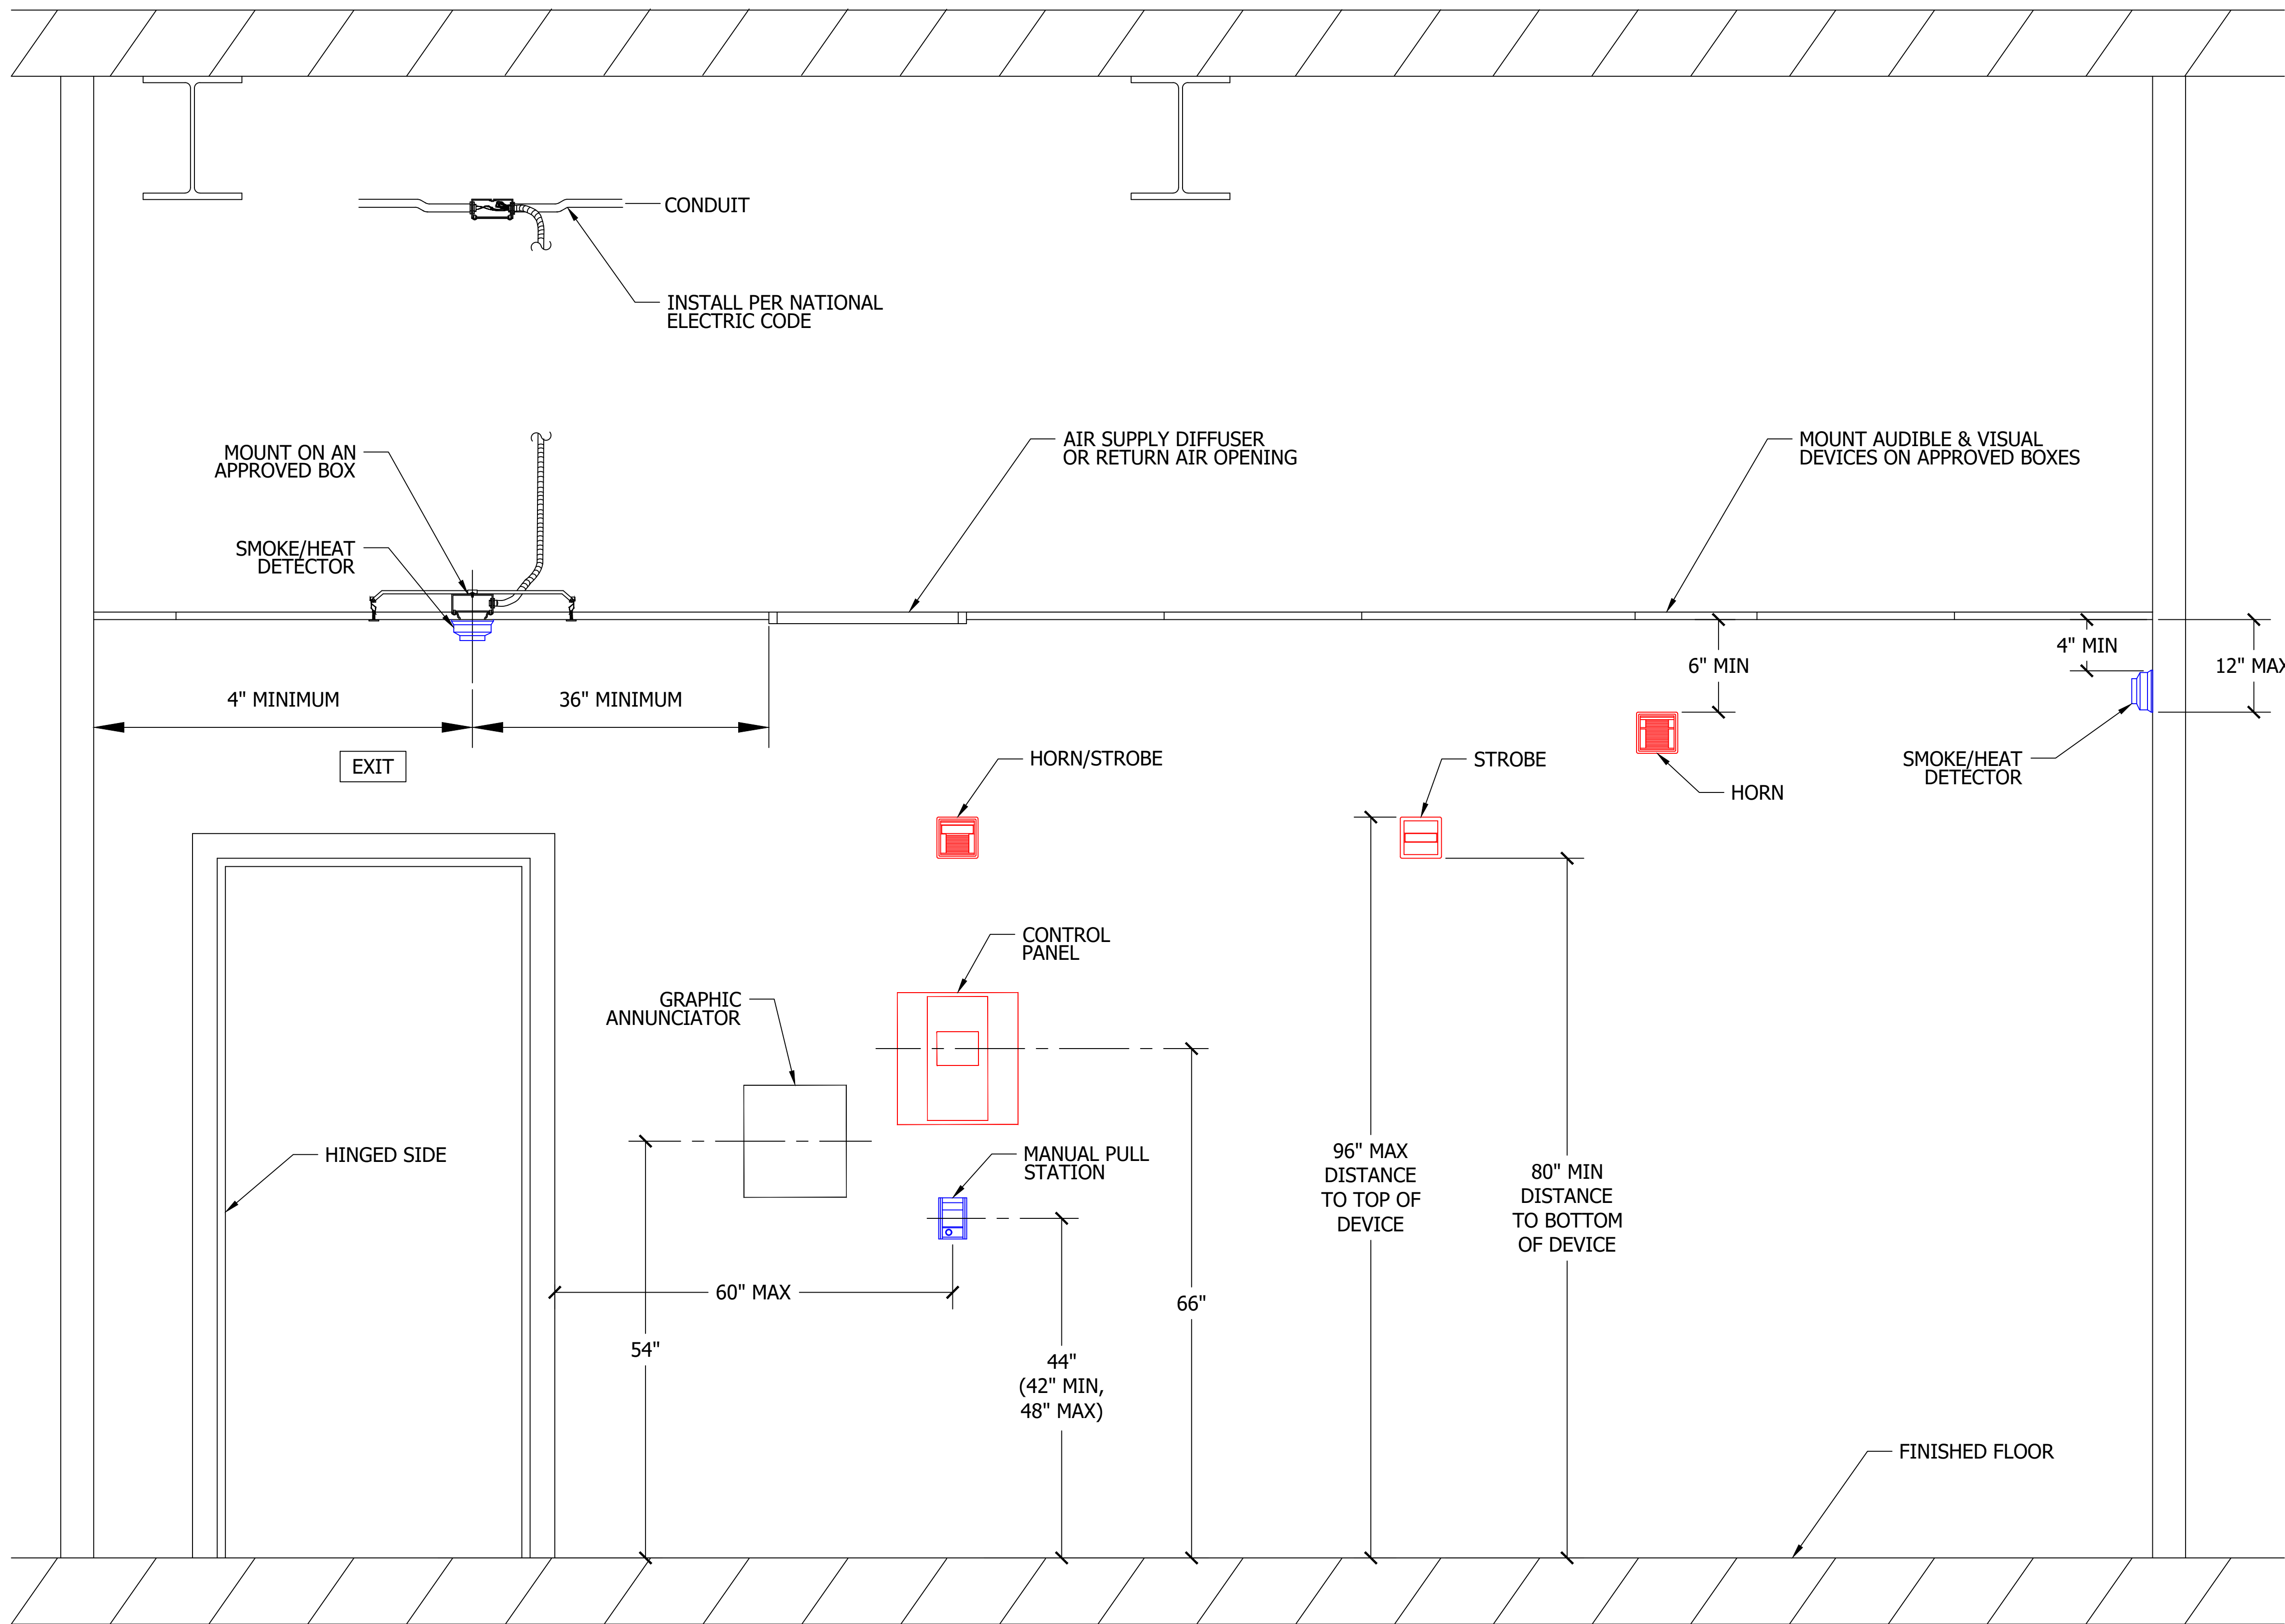 CONDUIT
INSTALL PER NATIONAL
ELECTRIC CODE
MOUNT ON AN
APPROVED BOX
AIR SUPPLY DIFFUSER
OR RETURN AIR OPENING
MOUNT AUDIBLE & VISUAL
DEVICES ON APPROVED BOXES
SMOKE/HEAT
DETECTOR
4" MIN
6" MIN
12" MAX
4" MINIMUM
36" MINIMUM
EXIT
HORN/STROBE
STROBE
SMOKE/HEAT
DETECTOR
HORN
CONTROL
PANEL
GRAPHIC
ANNUNCIATOR
HINGED SIDE
MANUAL PULL
STATION
96" MAX
DISTANCE
TO TOP OF
DEVICE
80" MIN
DISTANCE
TO BOTTOM
OF DEVICE
60" MAX
66"
54"
44"
(42" MIN,
48" MAX)
FINISHED FLOOR